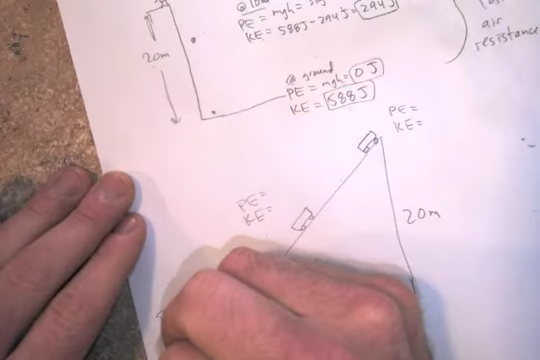 @ 10m
PE = mgh =
KE = 588J - 294J = 294J
20m
air
resistance
@ ground
PE = mgh = 0J
KE = 588J
PE =
KE =
PE =
KE =
20m